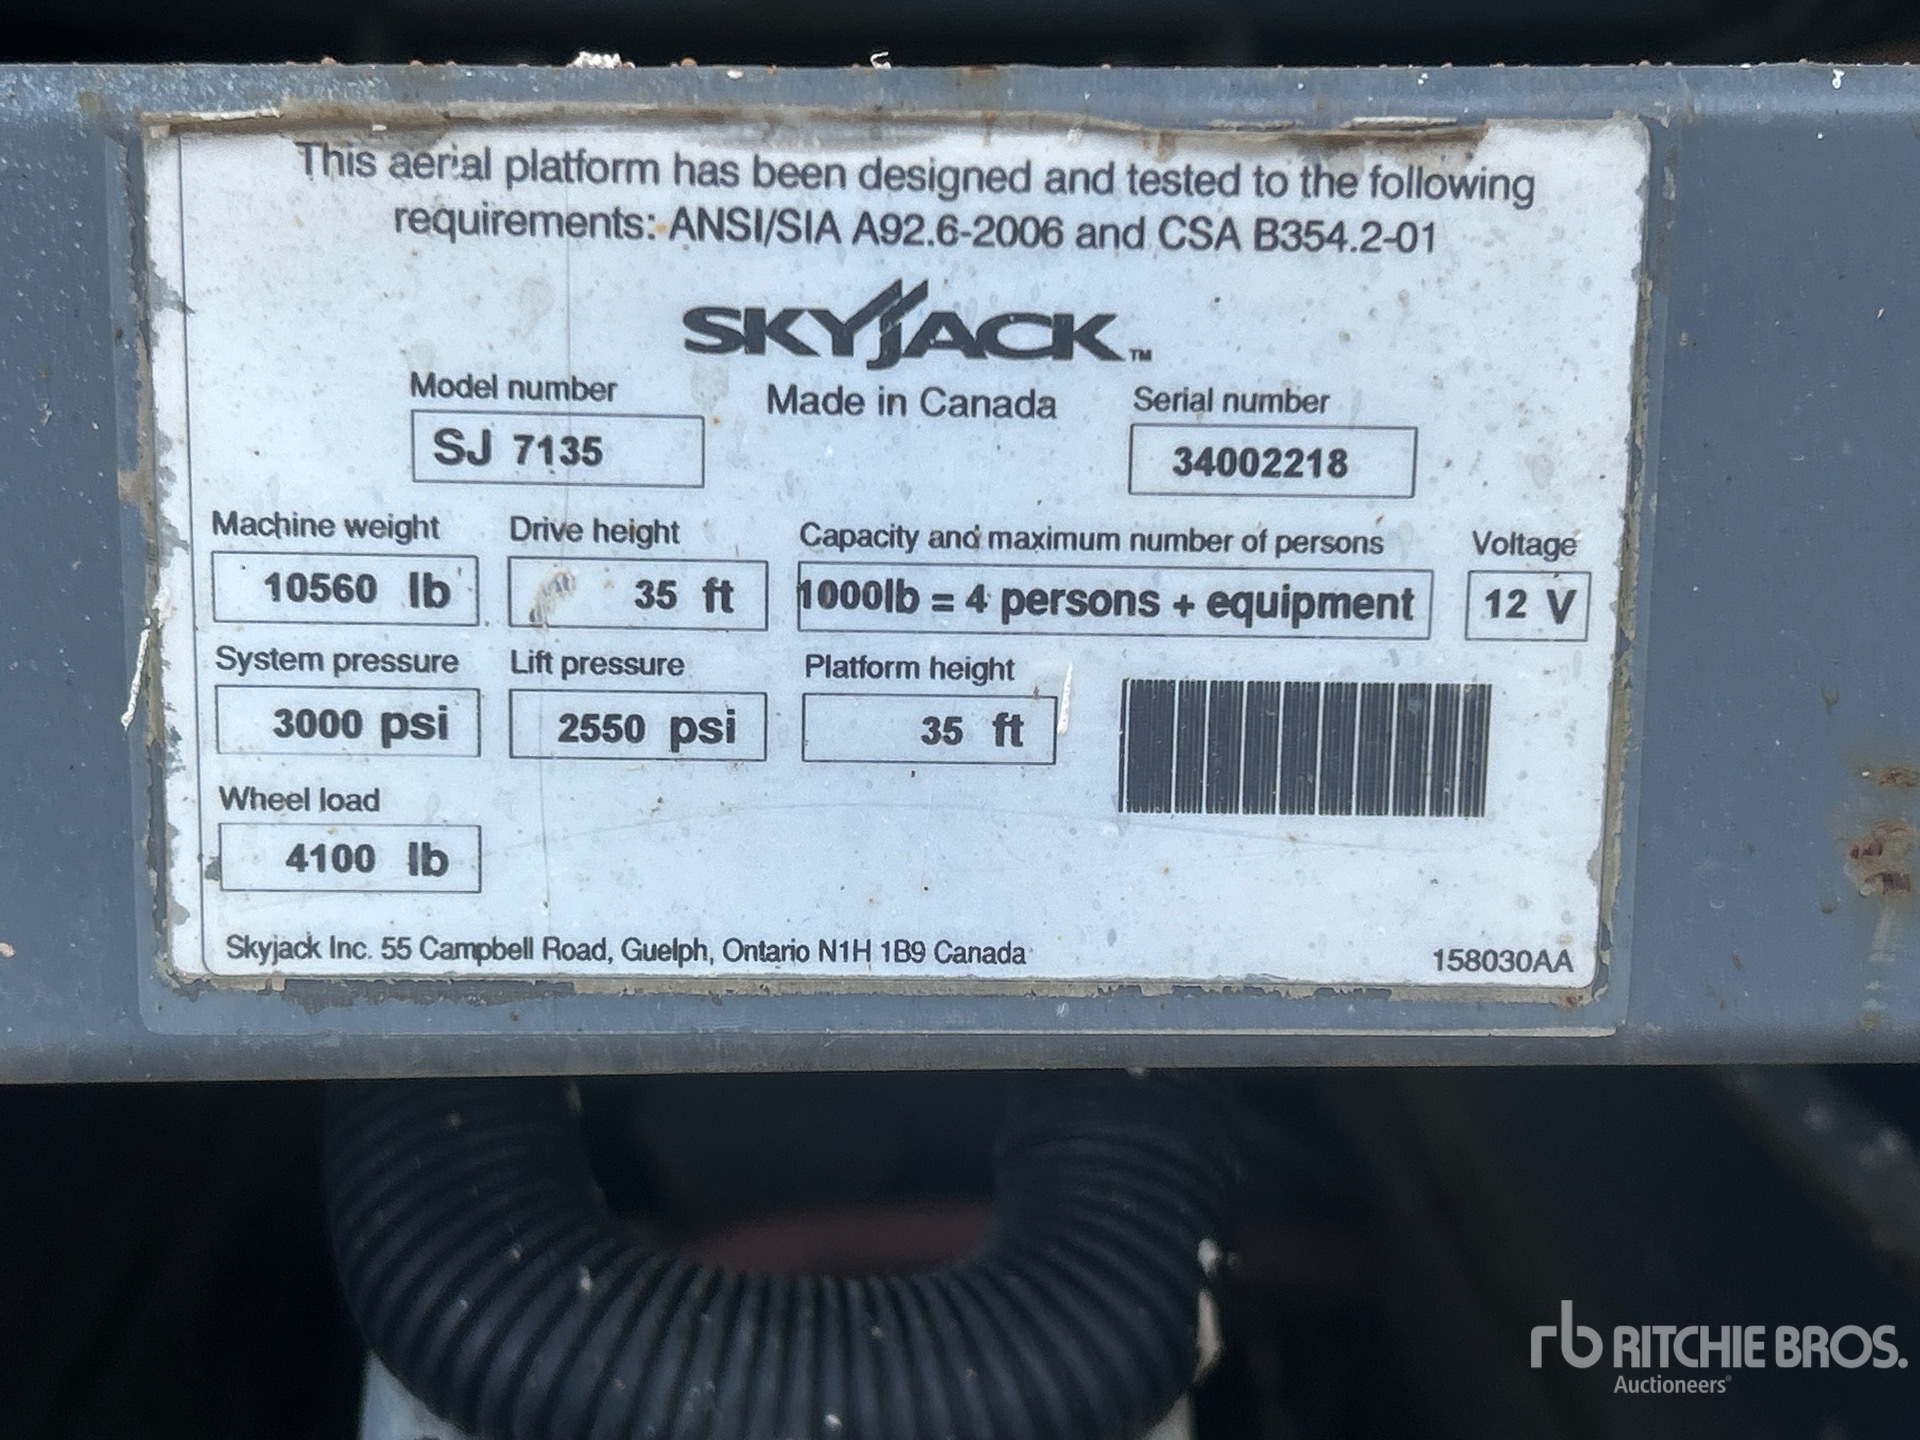 This aerial platform has been designed and tested to the following
requirements: ANSI/SIA A92.6-2006 and CSA B354.2-01
SKYJACK™
Made in Canada
Model number
SJ 7135
Serial number
34002218
Machine weight
10560 lb
Drive height
35 ft
Capacity and maximum number of persons
1000lb = 4 persons + equipment
Voltage
12 V
System pressure
3000 psi
Lift pressure
2550 psi
Platform height
35 ft
Wheel load
4100 lb
Skyjack Inc. 55 Campbell Road, Guelph, Ontario N1H 1B9 Canada
158030AA
rb RITCHIE BROS.
Auctioneers®